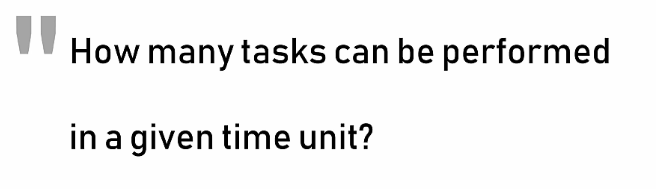 "How many tasks can be performed
in a given time unit?